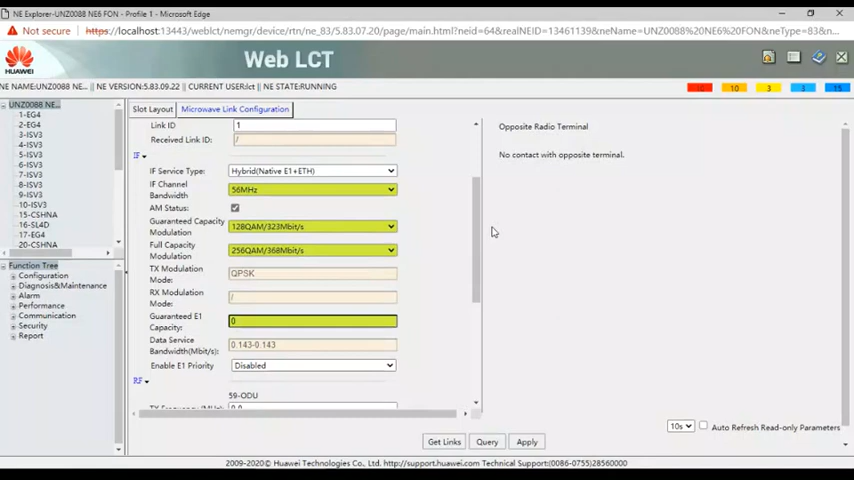 NE Explorer-UNZ0088 NE6 FON - Profile 1 - Microsoft Edge
Not secure https://localhost:13443/weblct/nemgr/device/rtn/ne_83/5.83.07.20/page/main.html?neid=64&realNEID=13461139&neName=UNZ0088%20NE6%20FON&neType=83&n...
HUAWEI
Web LCT
NE NAME:UNZ0088 NE... NE VERSION:5.83.09.22 CURRENT USER:lct NE STATE:RUNNING
10 3 3 15
UNZ0088 NE...
1-EG4
2-EG4
3-ISV3
4-ISV3
5-ISV3
6-ISV3
7-ISV3
8-ISV3
9-ISV3
10-ISV3
15-CSHNA
16-SL4D
17-EG4
20-CSHNA
Function Tree
Configuration
Diagnosis&Maintenance
Alarm
Performance
Communication
Security
Report
Slot Layout Microwave Link Configuration
Link ID 1
Received Link ID: /
IF
IF Service Type: Hybrid(Native E1+ETH)
IF Channel
Bandwidth 56MHz
AM Status:
Guaranteed Capacity
Modulation 128QAM/323Mbit/s
Full Capacity
Modulation 256QAM/368Mbit/s
TX Modulation
Mode: QPSK
RX Modulation
Mode: /
Guaranteed E1
Capacity: 0
Data Service
Bandwidth(Mbit/s): 0.143-0.143
Enable E1 Priority Disabled
RF
59-ODU
TX Frequency(MHz) 0.0
Opposite Radio Terminal
No contact with opposite terminal.
10s Auto Refresh Read-only Parameters
Get Links Query Apply
2009-2020© Huawei Technologies Co., Ltd. http://support.huawei.com Technical Support:(0086-0755)28560000